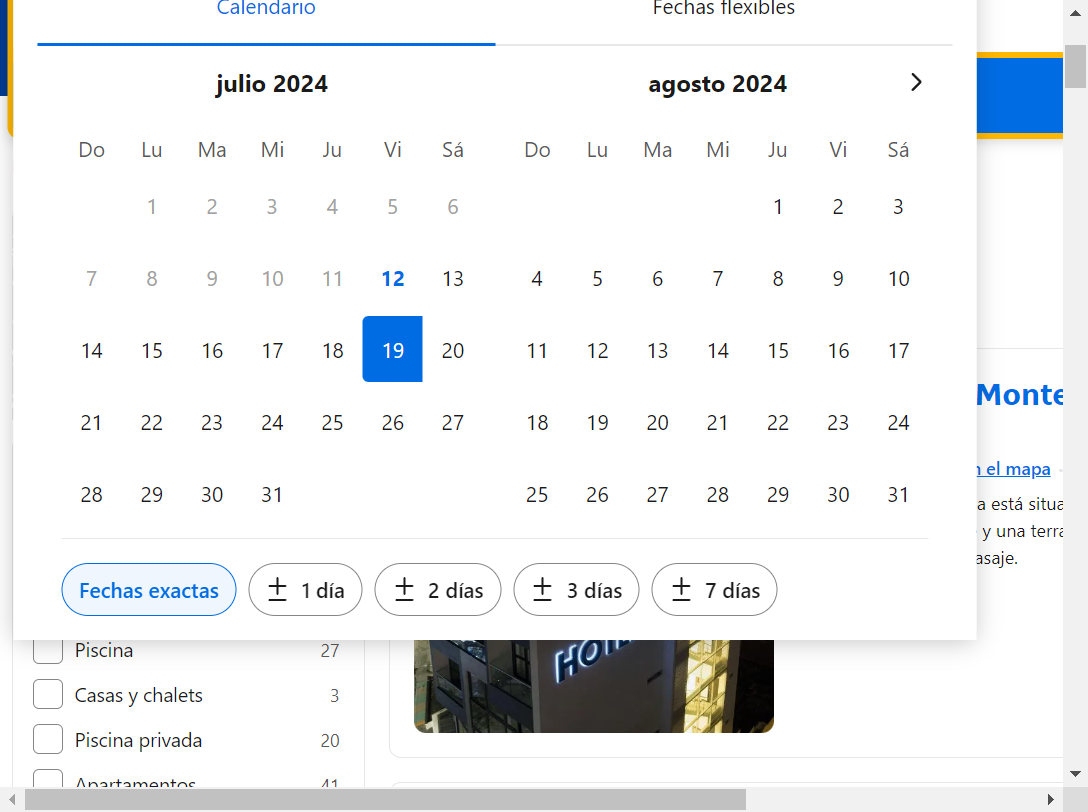 Calendario Fechas flexibles
julio 2024 agosto 2024
Do Lu Ma Mi Ju Vi Sá Do Lu Ma Mi Ju Vi Sá
1 2 3 4 5 6 1 2 3
7 8 9 10 11 12 13 4 5 6 7 8 9 10
14 15 16 17 18 19 20 11 12 13 14 15 16 17
21 22 23 24 25 26 27 18 19 20 21 22 23 24
28 29 30 31 25 26 27 28 29 30 31
Fechas exactas ± 1 día ± 2 días ± 3 días ± 7 días
Monte
n el mapa
a está situa
y una terra
asaje.
Piscina 27
Casas y chalets 3
Piscina privada 20
Apartamentos 41